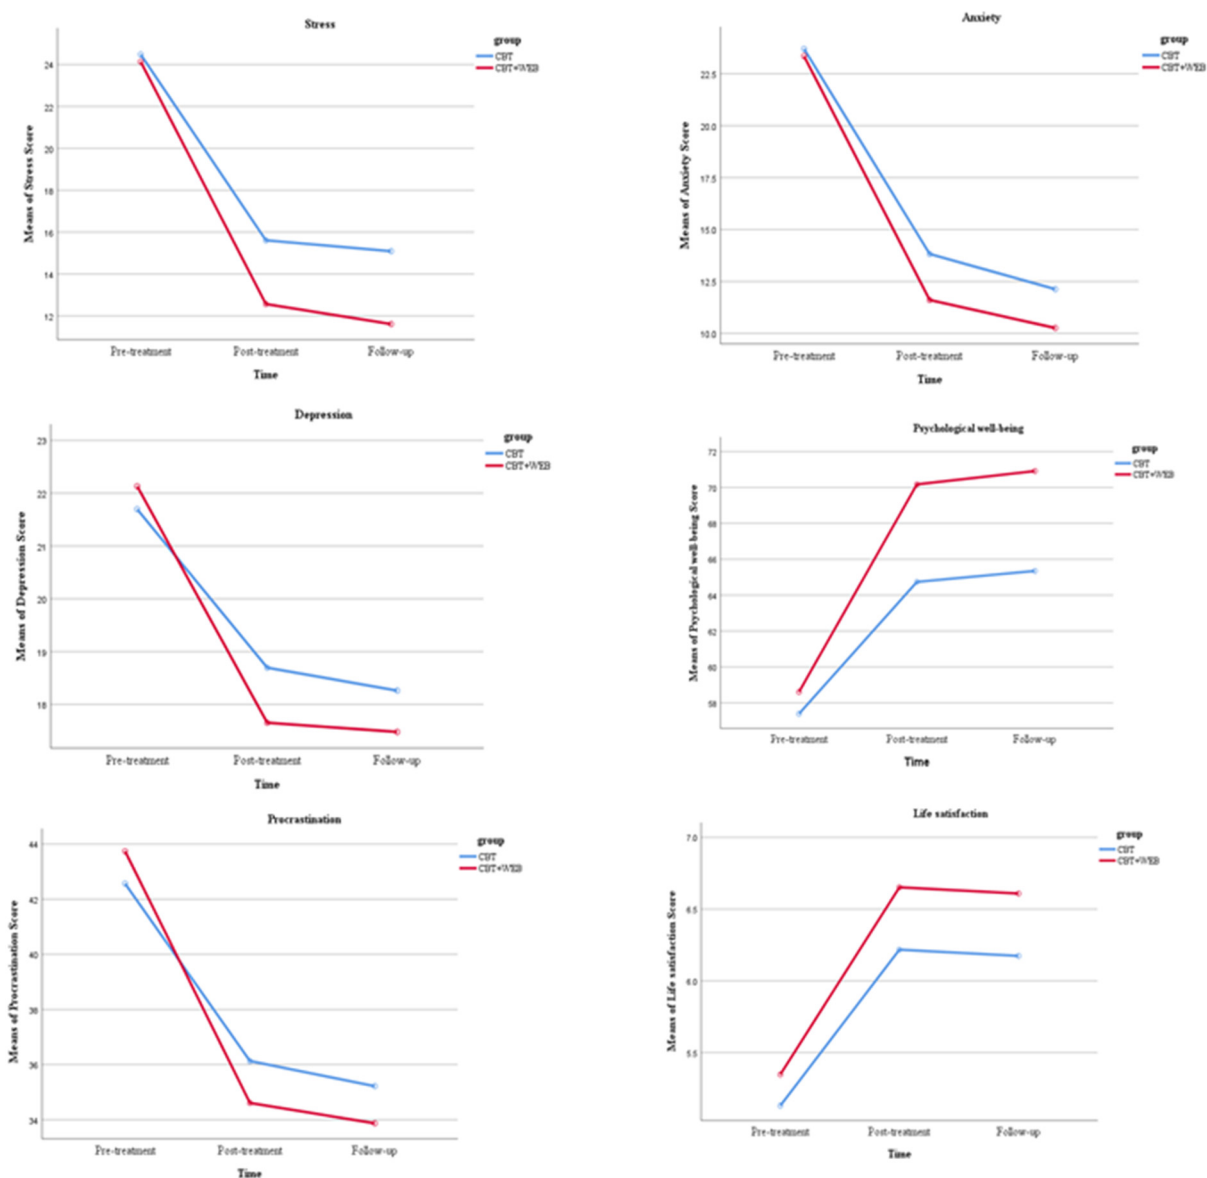 Stress
group
CBT
CBT+WEB
Means of Stress Score
24
22
20
18
16
14
12
Pre-treatment Post-treatment Follow-up
Time
Anxiety
group
CBT
CBT+WEB
Means of Anxiety Score
22.5
20.0
17.5
15.0
12.5
10.0
Pre-treatment Post-treatment Follow-up
Time
Depression
group
CBT
CBT+WEB
Means of Depression Score
23
22
21
20
19
18
Pre-treatment Post-treatment Follow-up
Time
Psychological well-being
group
CBT
CBT+WEB
Means of Psychological well-being Score
72
70
68
66
64
62
60
58
Pre-treatment Post-treatment Follow-up
Time
Procrastination
group
CBT
CBT+WEB
Means of Procrastination Score
44
42
40
38
36
34
Pre-treatment Post-treatment Follow-up
Time
Life satisfaction
group
CBT
CBT+WEB
Means of Life satisfaction Score
7.0
6.5
6.0
5.5
Pre-treatment Post-treatment Follow-up
Time